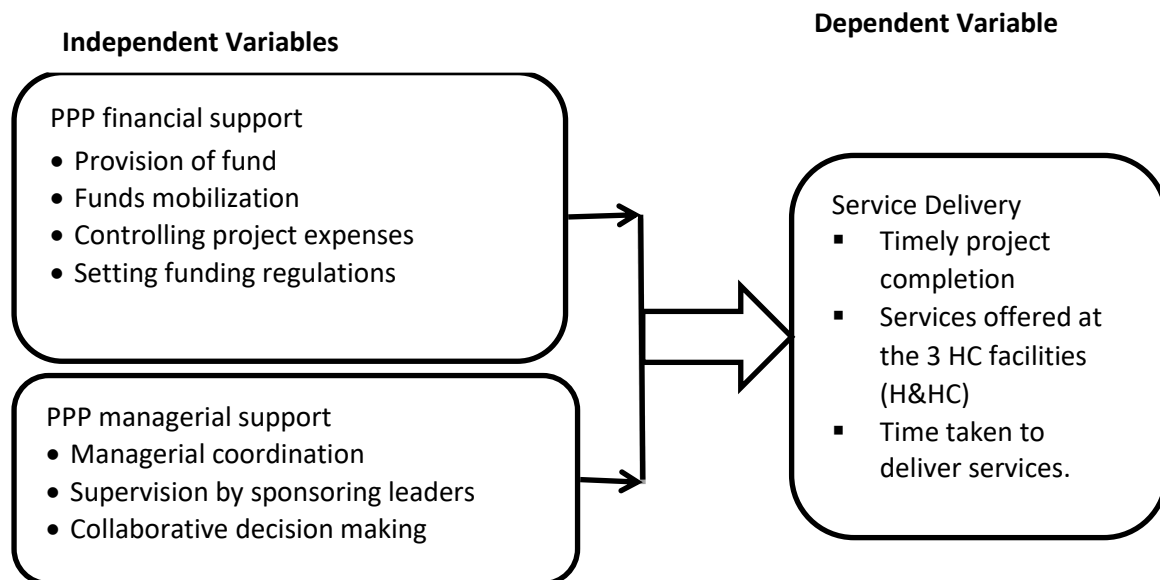 Independent Variables
PPP financial support
• Provision of fund
• Funds mobilization
• Controlling project expenses
• Setting funding regulations
PPP managerial support
• Managerial coordination
• Supervision by sponsoring leaders
• Collaborative decision making
Dependent Variable
Service Delivery
▪ Timely project
completion
▪ Services offered at
the 3 HC facilities
(H&HC)
▪ Time taken to
deliver services.